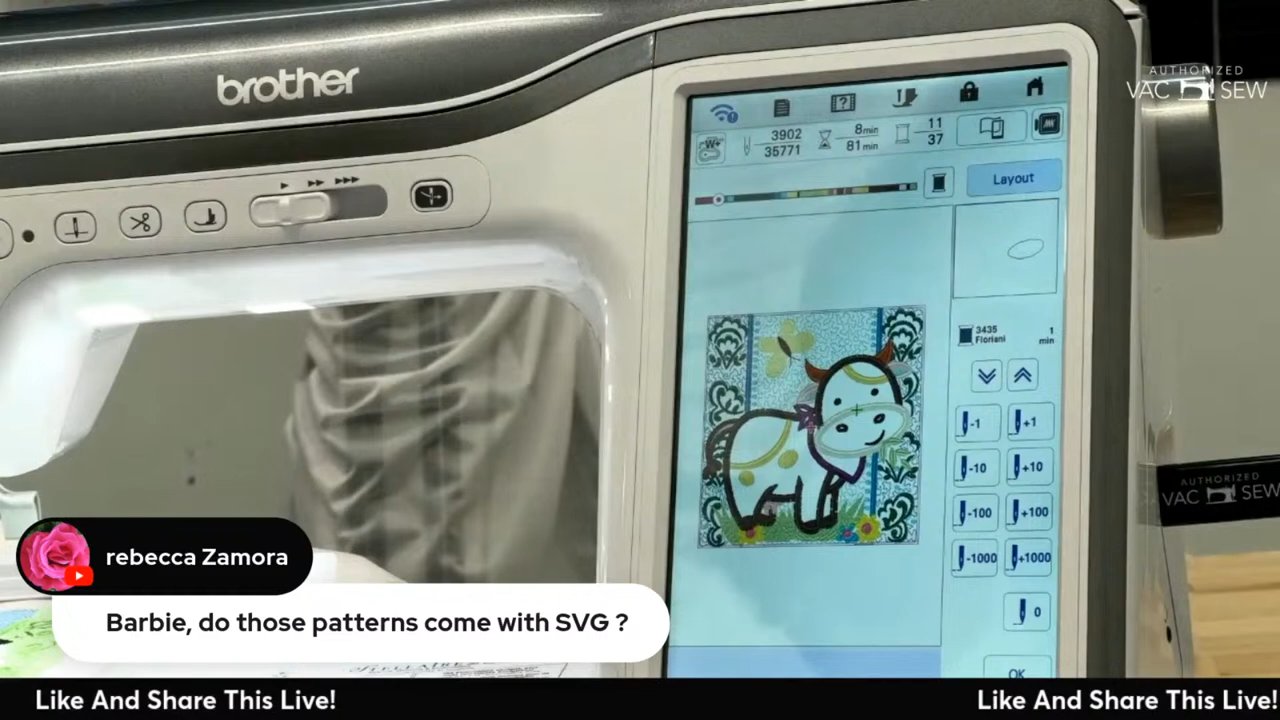 brother
AUTHORIZED
VAC SEW
3902
35771
8min
81min
11
37
Layout
3435
Floriani
1
min
-1
+1
-10
+10
-100
+100
-1000
+1000
0
OK
AUTHORIZED
VAC SEW
rebecca Zamora
Barbie, do those patterns come with SVG ?
Like And Share This Live!
Like And Share This Live!